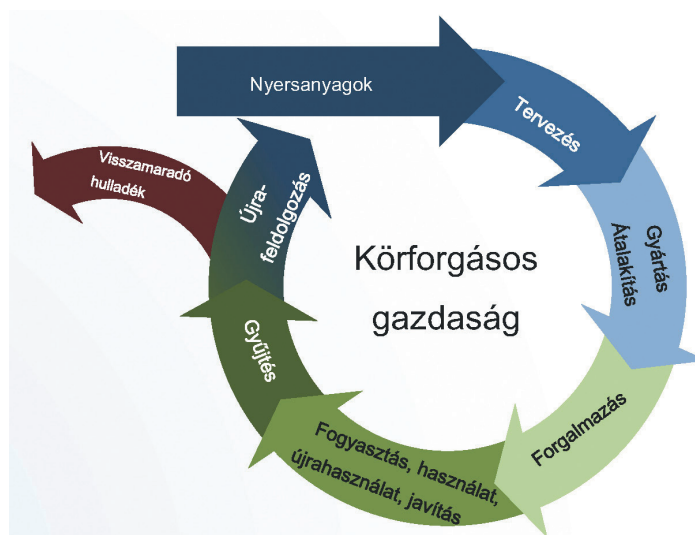 Nyersanyagok
Tervezés
Gyártás
Átalakítás
Forgalmazás
Fogyasztás, használat,
újrahasználat, javítás
Gyűjtés
Újra-
feldolgozás
Visszamaradó
hulladék
Körforgásos
gazdaság